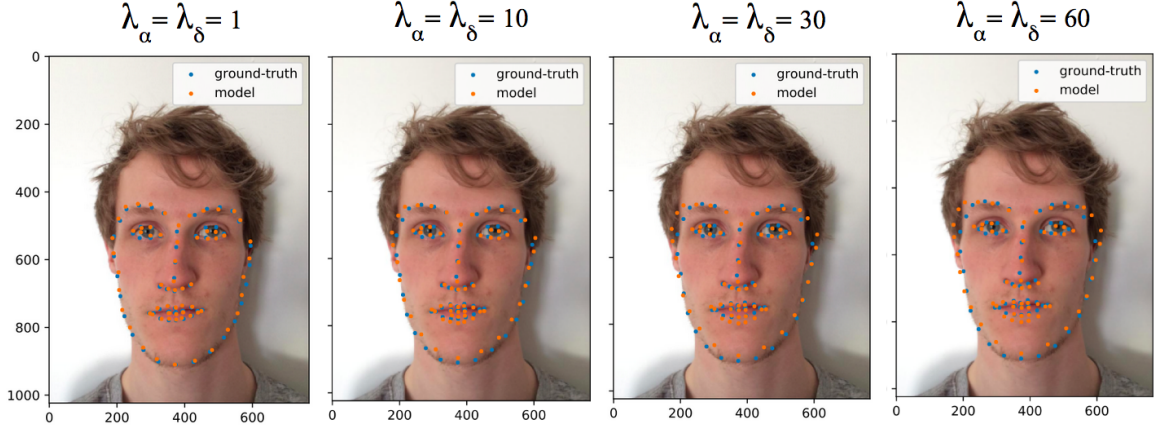 λα = λδ = 1
λα = λδ = 10
λα = λδ = 30
λα = λδ = 60
ground-truth
model
ground-truth
model
ground-truth
model
ground-truth
model
0
200
400
600
800
1000
0 200 400 600
0 200 400 600
0 200 400 600
0 200 400 600